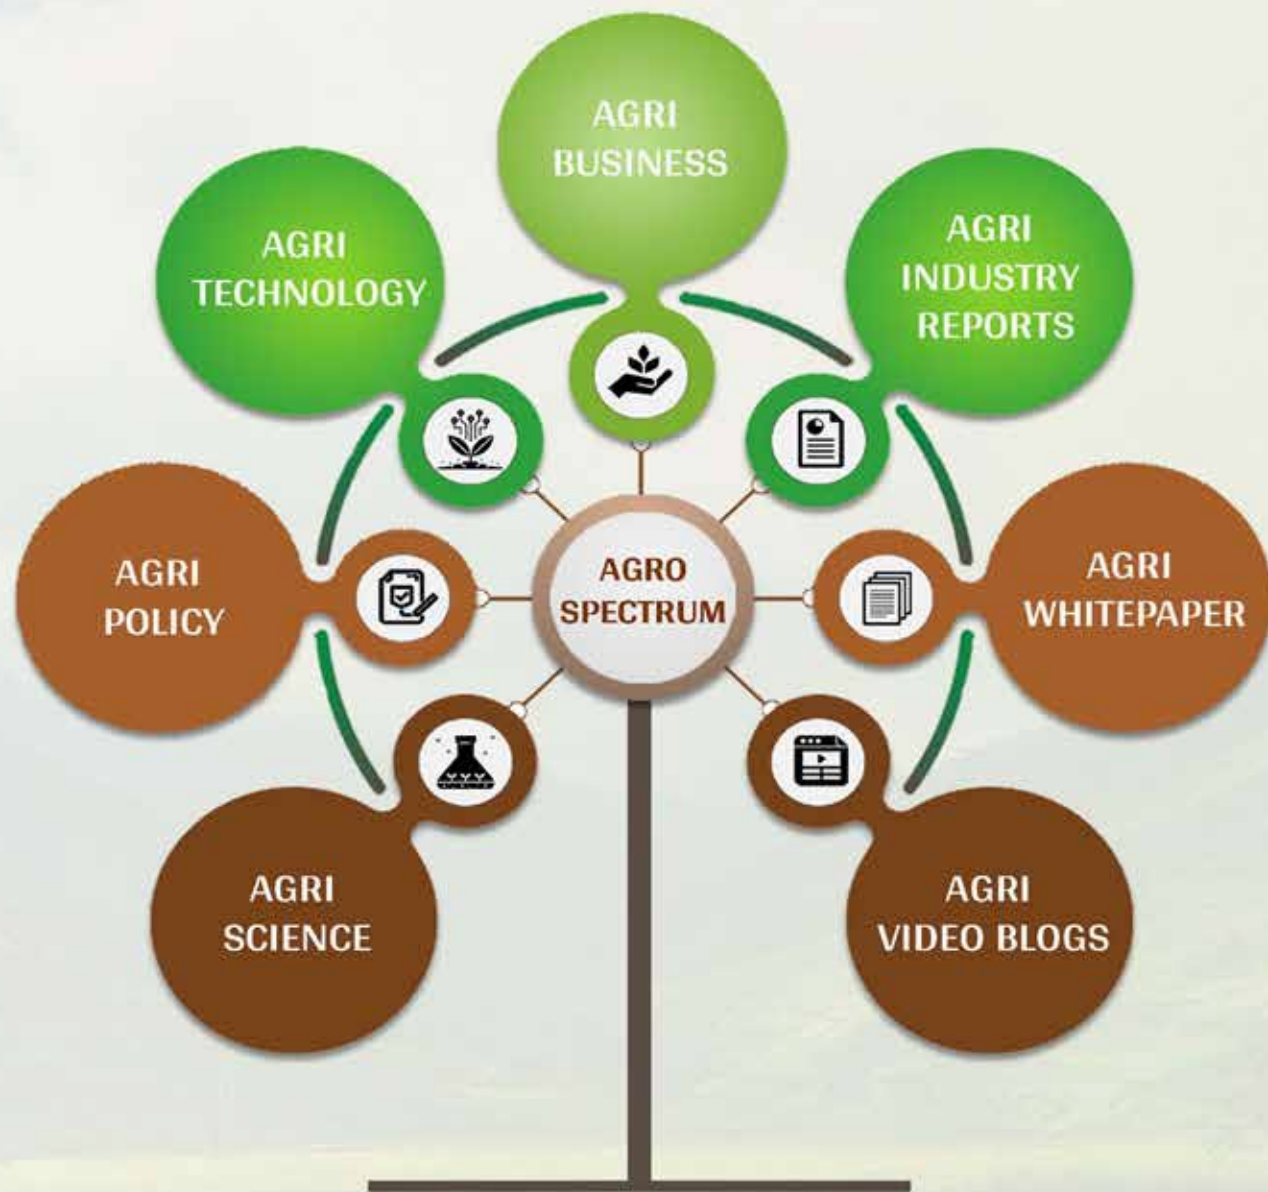 AGRI
BUSINESS
AGRI
TECHNOLOGY
AGRI
INDUSTRY
REPORTS
AGRI
POLICY
AGRO
SPECTRUM
AGRI
WHITEPAPER
AGRI
SCIENCE
AGRI
VIDEO BLOGS